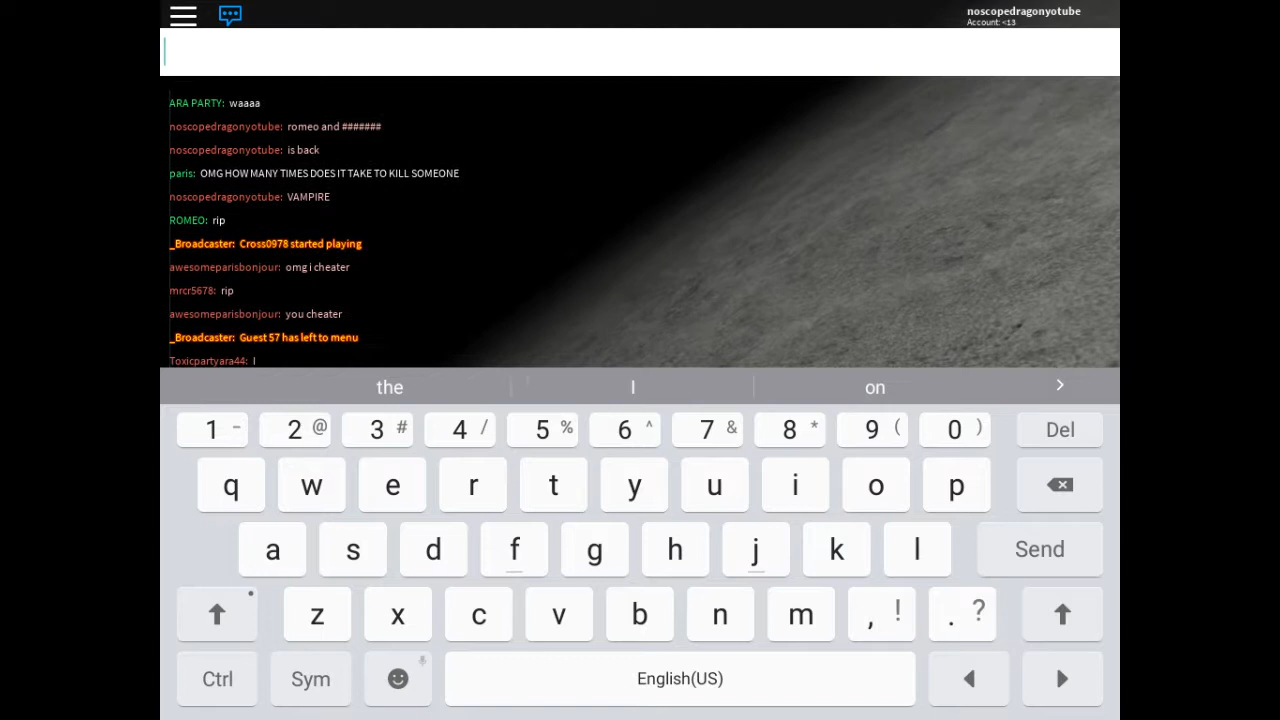 noscopedragonyotube
Account: <13
ARA PARTY: waaaa
noscopedragonyotube: romeo and #######
noscopedragonyotube: is back
paris: OMG HOW MANY TIMES DOES IT TAKE TO KILL SOMEONE
noscopedragonyotube: VAMPIRE
ROMEO: rip
_Broadcaster: Cross0978 started playing
awesomeparisbonjour: omg i cheater
mrcr5678: rip
awesomeparisbonjour: you cheater
_Broadcaster: Guest 57 has left to menu
Toxicpartyara44: I
the I on >
1 - 2 @ 3 # 4 / 5 % 6 ^ 7 & 8 * 9 ( 0 ) Del
q w e r t y u i o p
a s d f g h j k l Send
z x c v b n m , ! . ?
Ctrl Sym English(US)